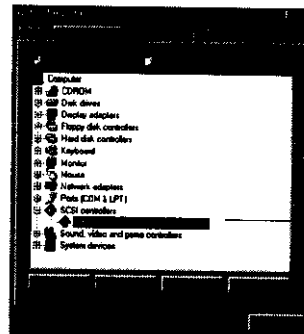 Computer
CDROM
Disk drives
Display adapters
Floppy disk controllers
Hard disk controllers
Keyboard
Monitor
Mouse
Network adapters
Ports (COM & LPT)
SCSI controllers
Sound, video and game controllers
System devices